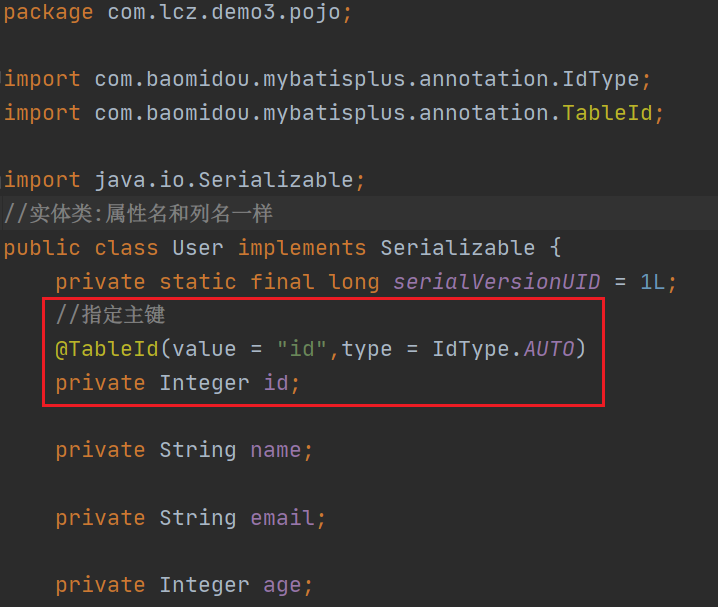 package com.lcz.demo3.pojo;
import com.baomidou.mybatisplus.annotation.IdType;
import com.baomidou.mybatisplus.annotation.TableId;
import java.io.Serializable;
//实体类:属性名和列名一样
public class User implements Serializable {
private static final long serialVersionUID = 1L;
//指定主键
@TableId(value = "id",type = IdType.AUTO)
private Integer id;
private String name;
private String email;
private Integer age;